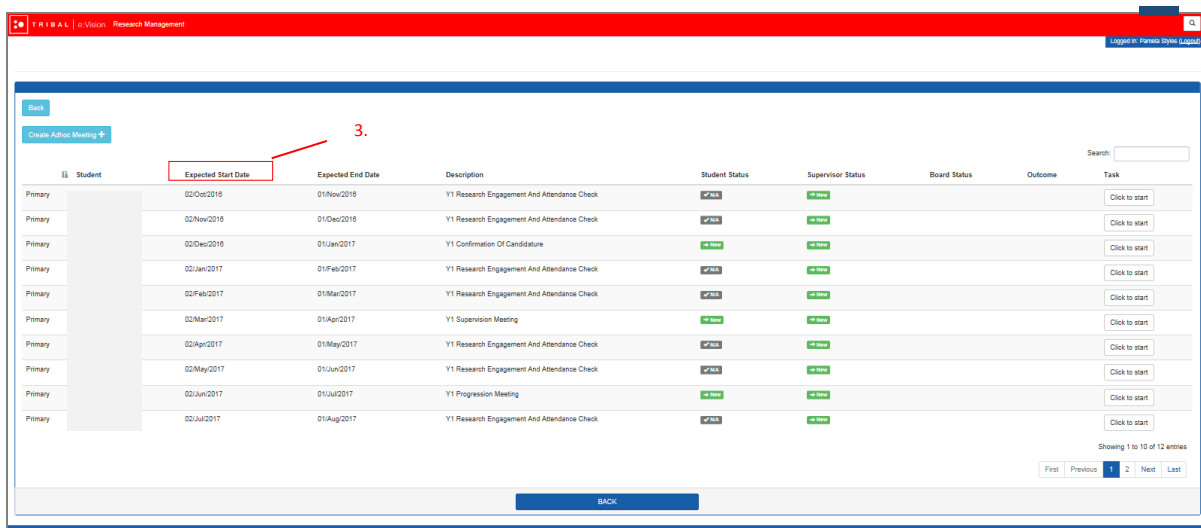 TRIBAL e:Vision Research Management
Logged in: Pamela Styles (Logout)
Back
Create Adhoc Meeting +
3.
Search:
Student Expected Start Date Expected End Date Description Student Status Supervisor Status Board Status Outcome Task
Primary 02/Oct/2016 01/Nov/2016 Y1 Research Engagement And Attendance Check N/A New Click to start
Primary 02/Nov/2016 01/Dec/2016 Y1 Research Engagement And Attendance Check N/A New Click to start
Primary 02/Dec/2016 01/Jan/2017 Y1 Confirmation Of Candidature New New Click to start
Primary 02/Jan/2017 01/Feb/2017 Y1 Research Engagement And Attendance Check N/A New Click to start
Primary 02/Feb/2017 01/Mar/2017 Y1 Research Engagement And Attendance Check N/A New Click to start
Primary 02/Mar/2017 01/Apr/2017 Y1 Supervision Meeting New New Click to start
Primary 02/Apr/2017 01/May/2017 Y1 Research Engagement And Attendance Check N/A New Click to start
Primary 02/May/2017 01/Jun/2017 Y1 Research Engagement And Attendance Check N/A New Click to start
Primary 02/Jun/2017 01/Jul/2017 Y1 Progression Meeting New New Click to start
Primary 02/Jul/2017 01/Aug/2017 Y1 Research Engagement And Attendance Check N/A New Click to start
Showing 1 to 10 of 12 entries
First Previous 1 2 Next Last
BACK